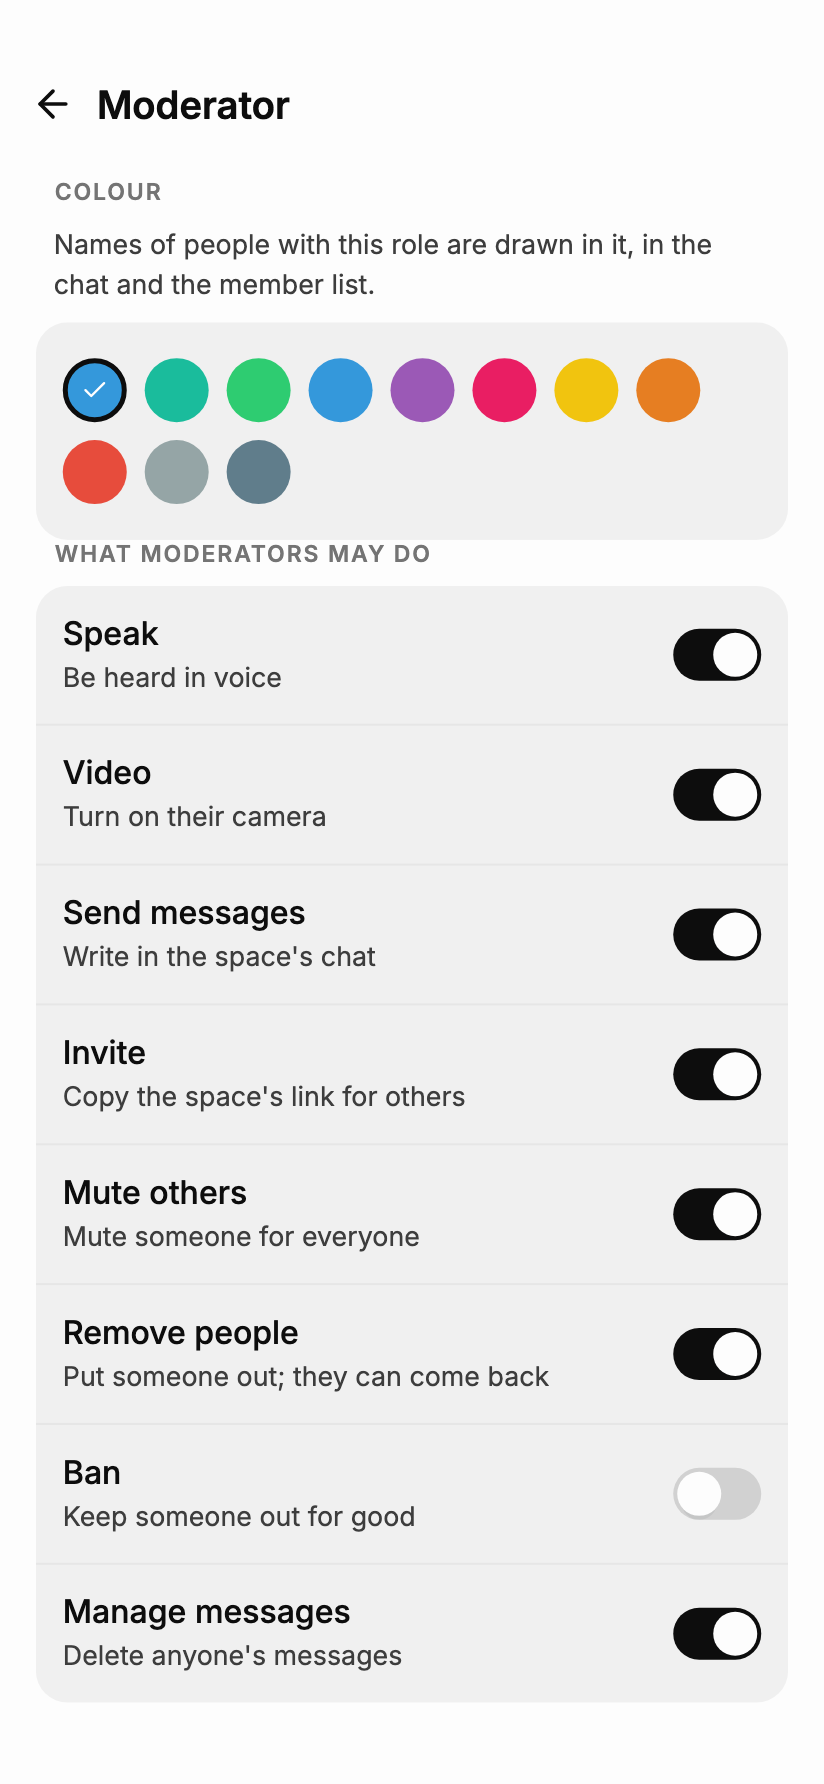 Moderator
COLOUR
Names of people with this role are drawn in it, in the
chat and the member list.
WHAT MODERATORS MAY DO
Speak
Be heard in voice
Video
Turn on their camera
Send messages
Write in the space's chat
Invite
Copy the space's link for others
Mute others
Mute someone for everyone
Remove people
Put someone out; they can come back
Ban
Keep someone out for good
Manage messages
Delete anyone's messages